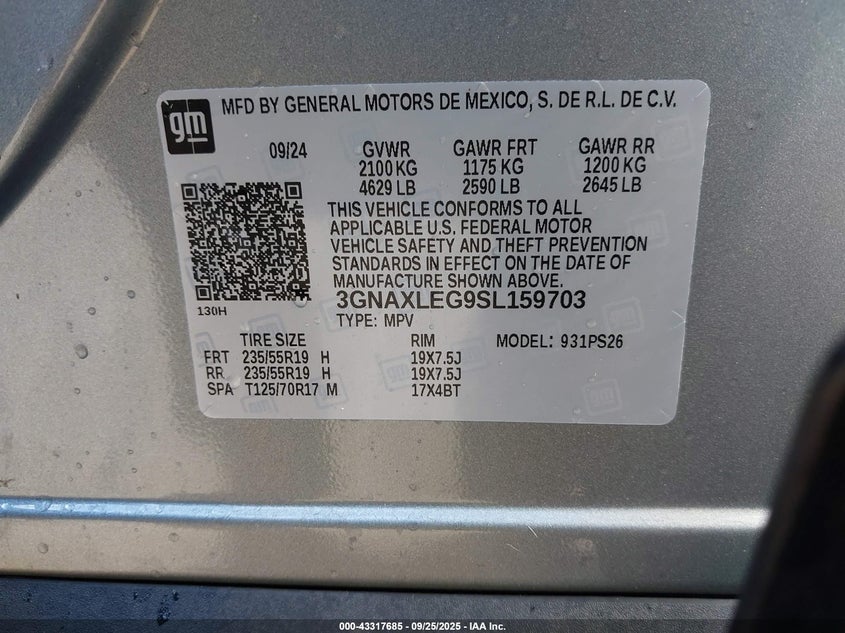 gm
MFD BY GENERAL MOTORS DE MEXICO, S. DE R.L. DE C.V.
09/24 GVWR GAWR FRT GAWR RR
2100 KG 1175 KG 1200 KG
4629 LB 2590 LB 2645 LB
THIS VEHICLE CONFORMS TO ALL
APPLICABLE U.S. FEDERAL MOTOR
VEHICLE SAFETY AND THEFT PREVENTION
STANDARDS IN EFFECT ON THE DATE OF
MANUFACTURE SHOWN ABOVE.
130H
3GNAXLEG9SL159703
TYPE: MPV
TIRE SIZE RIM MODEL: 931PS26
FRT 235/55R19 H 19X7.5J
RR 235/55R19 H 19X7.5J
SPA T125/70R17 M 17X4BT
000-43317685 - 09/25/2025 - IAA Inc.